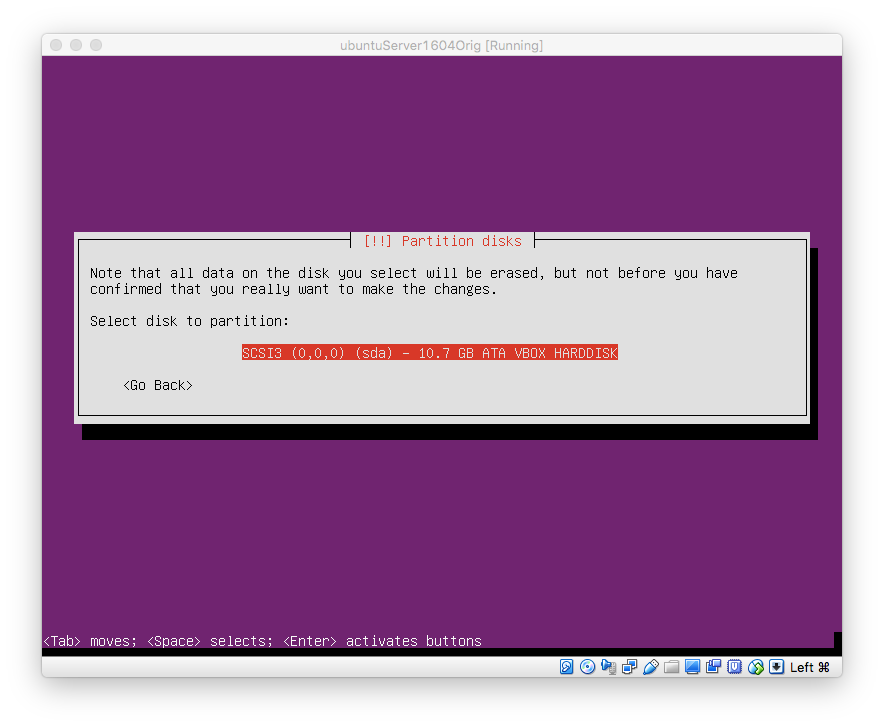 ubuntuServer1604Orig [Running]
[!!] Partition disks
Note that all data on the disk you select will be erased, but not before you have
confirmed that you really want to make the changes.
Select disk to partition:
SCSI3 (0,0,0) (sda) - 10.7 GB ATA VBOX HARDDISK
<Go Back>
<Tab> moves; <Space> selects; <Enter> activates buttons
Left ⌘